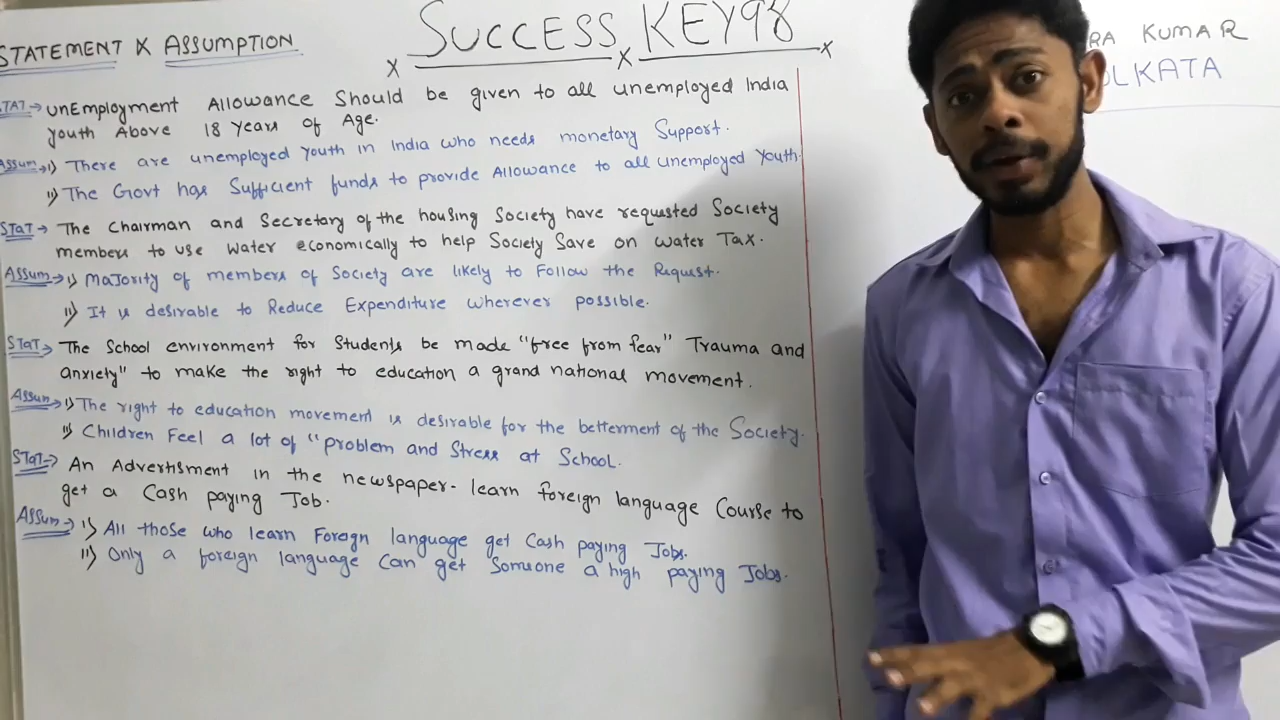 STATEMENT X ASSUMPTION
SUCCESS KEY98
X X X
RA KUMAR
OLKATA
STAT → UNEmployment Allowance Should be given to all unemployed India
youth Above 18 years of Age.
Assum → i) There are unemployed youth in India who needs monetary Support.
ii) The Govt has Sufficient funds to provide Allowance to all unemployed Youth.
STAT → The Chairman and Secretary of the housing Society have requested Society
members to use water economically to help Society Save on water Tax.
Assum → i) Majority of members of Society are likely to Follow the Request.
ii) It is desirable to Reduce Expenditure wherever possible.
STAT → The School environment for Students be made "free from fear" Trauma and
anxiety" to make the right to education a grand national movement.
Assum → i) The right to education movement is desirable for the betterment of the Society.
ii) Children Feel a lot of "problem and Stress at School.
STAT → An Advertisment in the newspaper- learn foreign language Course to
get a Cash paying Job.
Assum → i) All those who learn Foreign language get Cash paying Jobs.
ii) Only a foreign language can get Someone a high paying Jobs.